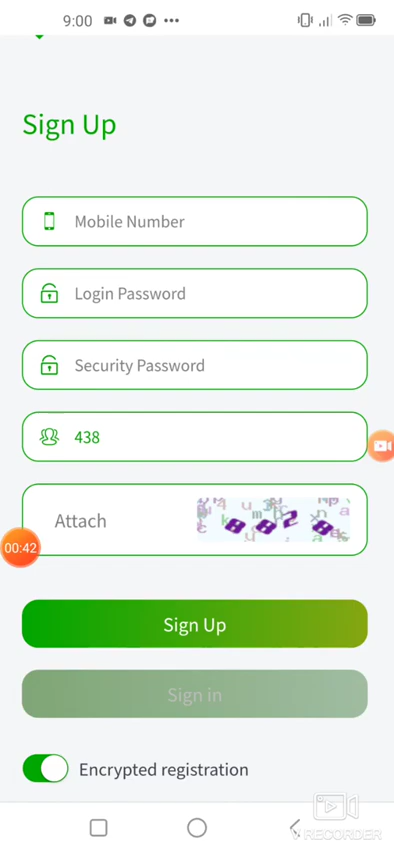 9:00
Sign Up
Mobile Number
Login Password
Security Password
438
Attach
8828
00:42
Sign Up
Sign in
Encrypted registration
V RECORDER